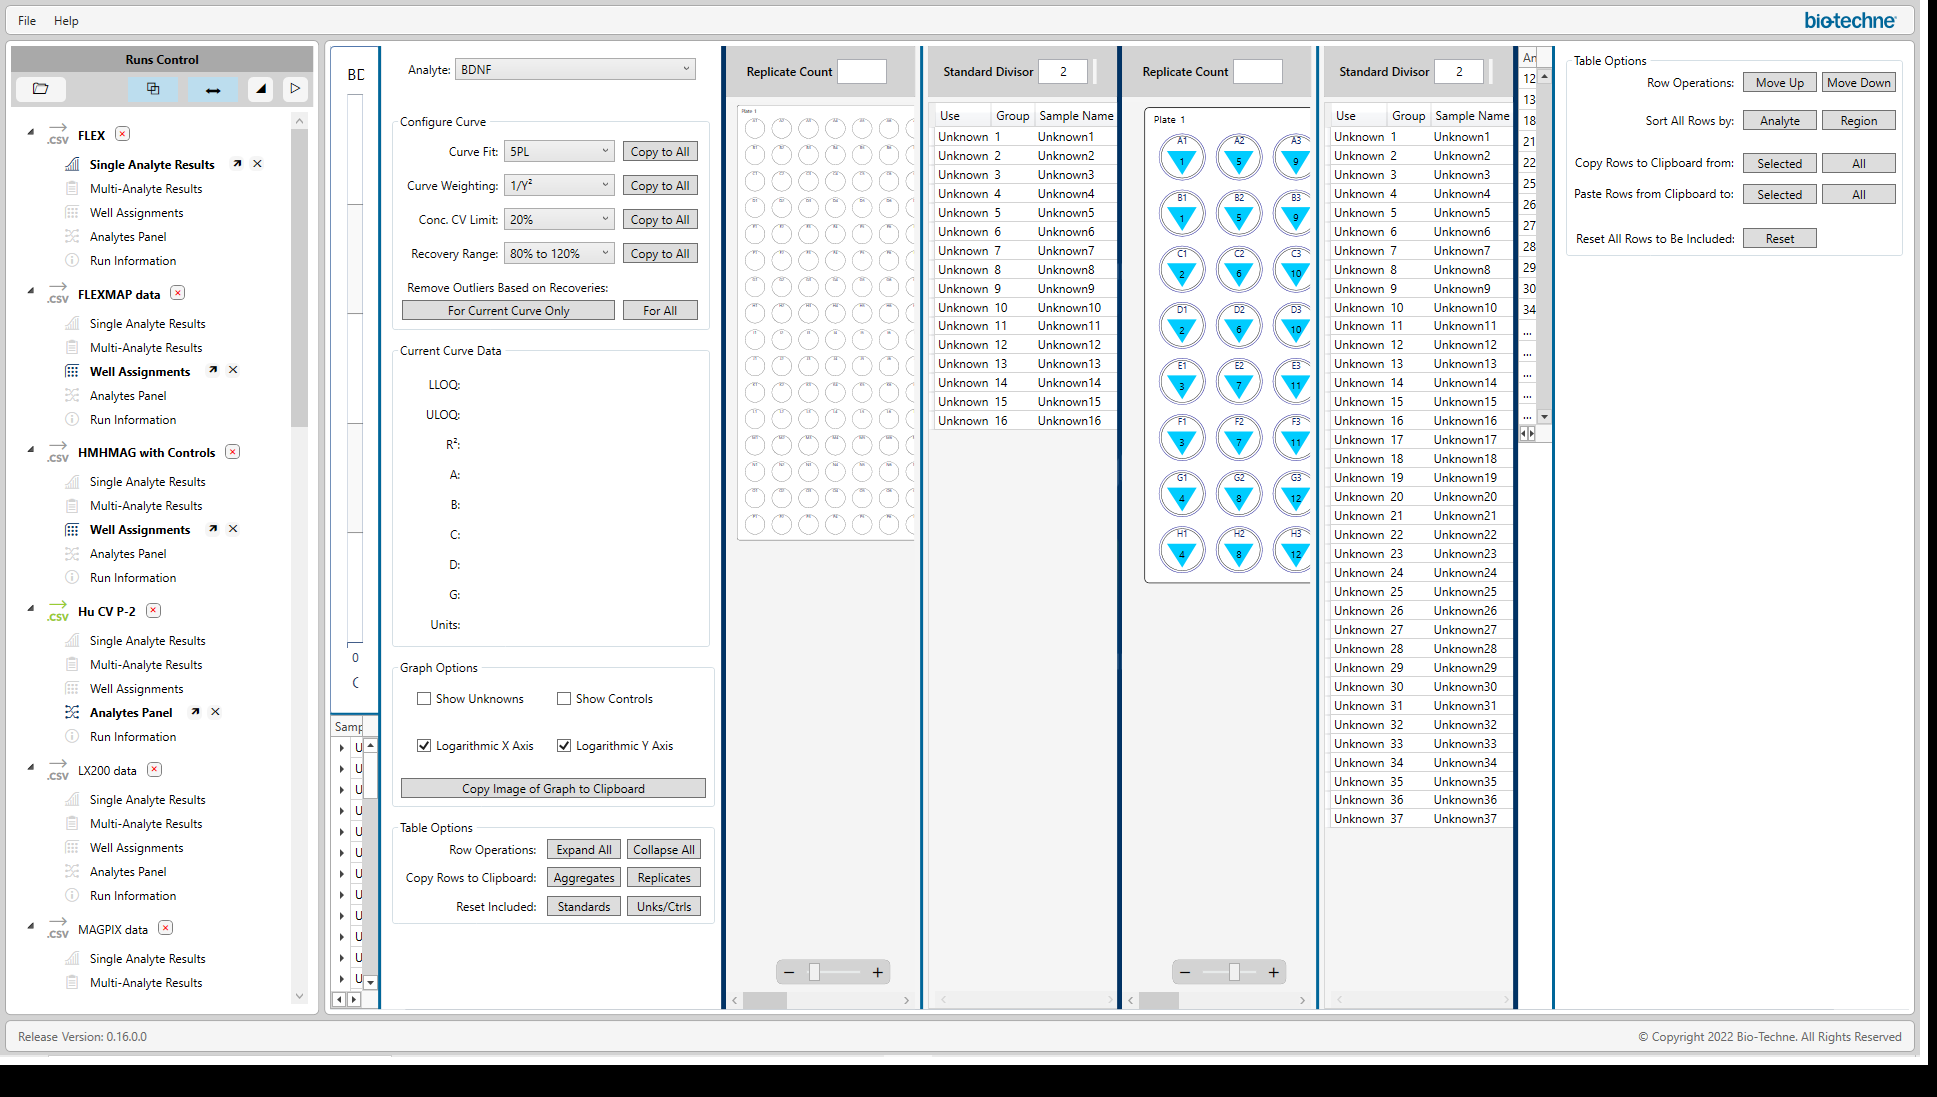 File Help
bio-techne
Runs Control
FLEX
Single Analyte Results
Multi-Analyte Results
Well Assignments
Analytes Panel
Run Information
.CSV
FLEXMAP data
Single Analyte Results
Multi-Analyte Results
Well Assignments
Analytes Panel
Run Information
.CSV
HMHMAG with Controls
Single Analyte Results
Multi-Analyte Results
Well Assignments
Analytes Panel
Run Information
.CSV
Hu CV P-2
Single Analyte Results
Multi-Analyte Results
Well Assignments
Analytes Panel
Run Information
.CSV
LX200 data
Single Analyte Results
Multi-Analyte Results
Well Assignments
Analytes Panel
Run Information
.CSV
MAGPIX data
Single Analyte Results
Multi-Analyte Results
.CSV
BD
0
Samp
Analyte: BDNF
Configure Curve
Curve Fit: 5PL Copy to All
Curve Weighting: 1/Y² Copy to All
Conc. CV Limit: 20% Copy to All
Recovery Range: 80% to 120% Copy to All
Remove Outliers Based on Recoveries:
For Current Curve Only For All
Current Curve Data
LLOQ:
ULOQ:
R²:
A:
B:
C:
D:
G:
Units:
Graph Options
Show Unknowns Show Controls
Logarithmic X Axis Logarithmic Y Axis
Copy Image of Graph to Clipboard
Table Options
Row Operations: Expand All Collapse All
Copy Rows to Clipboard: Aggregates Replicates
Reset Included: Standards Unks/Ctrls
Replicate Count
Plate 1
Standard Divisor 2
Use Group Sample Name
Unknown 1 Unknown1
Unknown 2 Unknown2
Unknown 3 Unknown3
Unknown 4 Unknown4
Unknown 5 Unknown5
Unknown 6 Unknown6
Unknown 7 Unknown7
Unknown 8 Unknown8
Unknown 9 Unknown9
Unknown 10 Unknown10
Unknown 11 Unknown11
Unknown 12 Unknown12
Unknown 13 Unknown13
Unknown 14 Unknown14
Unknown 15 Unknown15
Unknown 16 Unknown16
Replicate Count
Plate 1
A1 A2 A3
1 5 9
B1 B2 B3
1 5 9
C1 C2 C3
2 6 10
D1 D2 D3
2 6 10
E1 E2 E3
3 7 11
F1 F2 F3
3 7 11
G1 G2 G3
4 8 12
H1 H2 H3
4 8 12
Standard Divisor 2
Use Group Sample Name
Unknown 1 Unknown1
Unknown 2 Unknown2
Unknown 3 Unknown3
Unknown 4 Unknown4
Unknown 5 Unknown5
Unknown 6 Unknown6
Unknown 7 Unknown7
Unknown 8 Unknown8
Unknown 9 Unknown9
Unknown 10 Unknown10
Unknown 11 Unknown11
Unknown 12 Unknown12
Unknown 13 Unknown13
Unknown 14 Unknown14
Unknown 15 Unknown15
Unknown 16 Unknown16
Unknown 17 Unknown17
Unknown 18 Unknown18
Unknown 19 Unknown19
Unknown 20 Unknown20
Unknown 21 Unknown21
Unknown 22 Unknown22
Unknown 23 Unknown23
Unknown 24 Unknown24
Unknown 25 Unknown25
Unknown 26 Unknown26
Unknown 27 Unknown27
Unknown 28 Unknown28
Unknown 29 Unknown29
Unknown 30 Unknown30
Unknown 31 Unknown31
Unknown 32 Unknown32
Unknown 33 Unknown33
Unknown 34 Unknown34
Unknown 35 Unknown35
Unknown 36 Unknown36
Unknown 37 Unknown37
An
12
13
18
21
22
25
26
27
28
29
30
34
...
...
...
...
...
Table Options
Row Operations: Move Up Move Down
Sort All Rows by: Analyte Region
Copy Rows to Clipboard from: Selected All
Paste Rows from Clipboard to: Selected All
Reset All Rows to Be Included: Reset
Release Version: 0.16.0.0
© Copyright 2022 Bio-Techne. All Rights Reserved